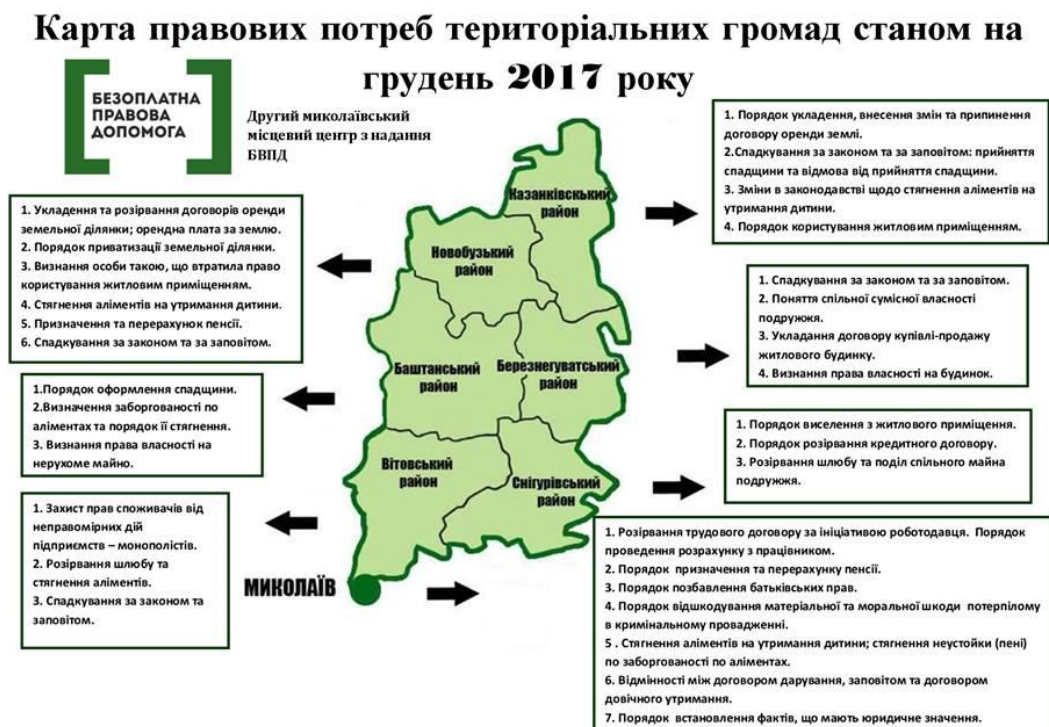 Карта правових потреб територіальних громад станом на
грудень 2017 року
БЕЗОПЛАТНА
ПРАВОВА
ДОПОМОГА
Другий миколаївський
місцевий центр з надання
БВПД
1. Укладення та розірвання договорів оренди
земельної ділянки; орендна плата за землю.
2. Порядок приватизації земельної ділянки.
3. Визнання особи такою, що втратила право
користування житловим приміщенням.
4. Стягнення аліментів на утримання дитини.
5. Призначення та перерахунок пенсії.
6. Спадкування за законом та за заповітом.
1.Порядок оформлення спадщини.
2.Визначення заборгованості по
аліментах та порядок її стягнення.
3. Визнання права власності на
нерухоме майно.
1. Захист прав споживачів від
неправомірних дій
підприємств – монополістів.
2. Розірвання шлюбу та
стягнення аліментів.
3. Спадкування за законом та
заповітом.
Казанківський
район
Новобузький
район
Баштанський
район
Березнегуватський
район
Вітовський
район
Снігурівський
район
МИКОЛАЇВ
1. Порядок укладення, внесення змін та припинення
договору оренди землі.
2.Спадкування за законом та за заповітом: прийняття
спадщини та відмова від прийняття спадщини.
3. Зміни в законодавстві щодо стягнення аліментів на
утримання дитини.
4. Порядок користування житловим приміщенням.
1. Спадкування за законом та за заповітом.
2. Поняття спільної сумісної власності
подружжя.
3. Укладання договору купівлі-продажу
житлового будинку.
4. Визнання права власності на будинок.
1. Порядок виселення з житлового приміщення.
2. Порядок розірвання кредитного договору.
3. Розірвання шлюбу та поділ спільного майна
подружжя.
1. Розірвання трудового договору за ініціативою роботодавця. Порядок
проведення розрахунку з працівником.
2. Порядок призначення та перерахунку пенсії.
3. Порядок позбавлення батьківських прав.
4. Порядок відшкодування матеріальної та моральної шкоди потерпілому
в кримінальному провадженні.
5 . Стягнення аліментів на утримання дитини; стягнення неустойки (пені)
по заборгованості по аліментах.
6. Відмінності між договором дарування, заповітом та договором
довічного утримання.
7. Порядок встановлення фактів, що мають юридичне значення.